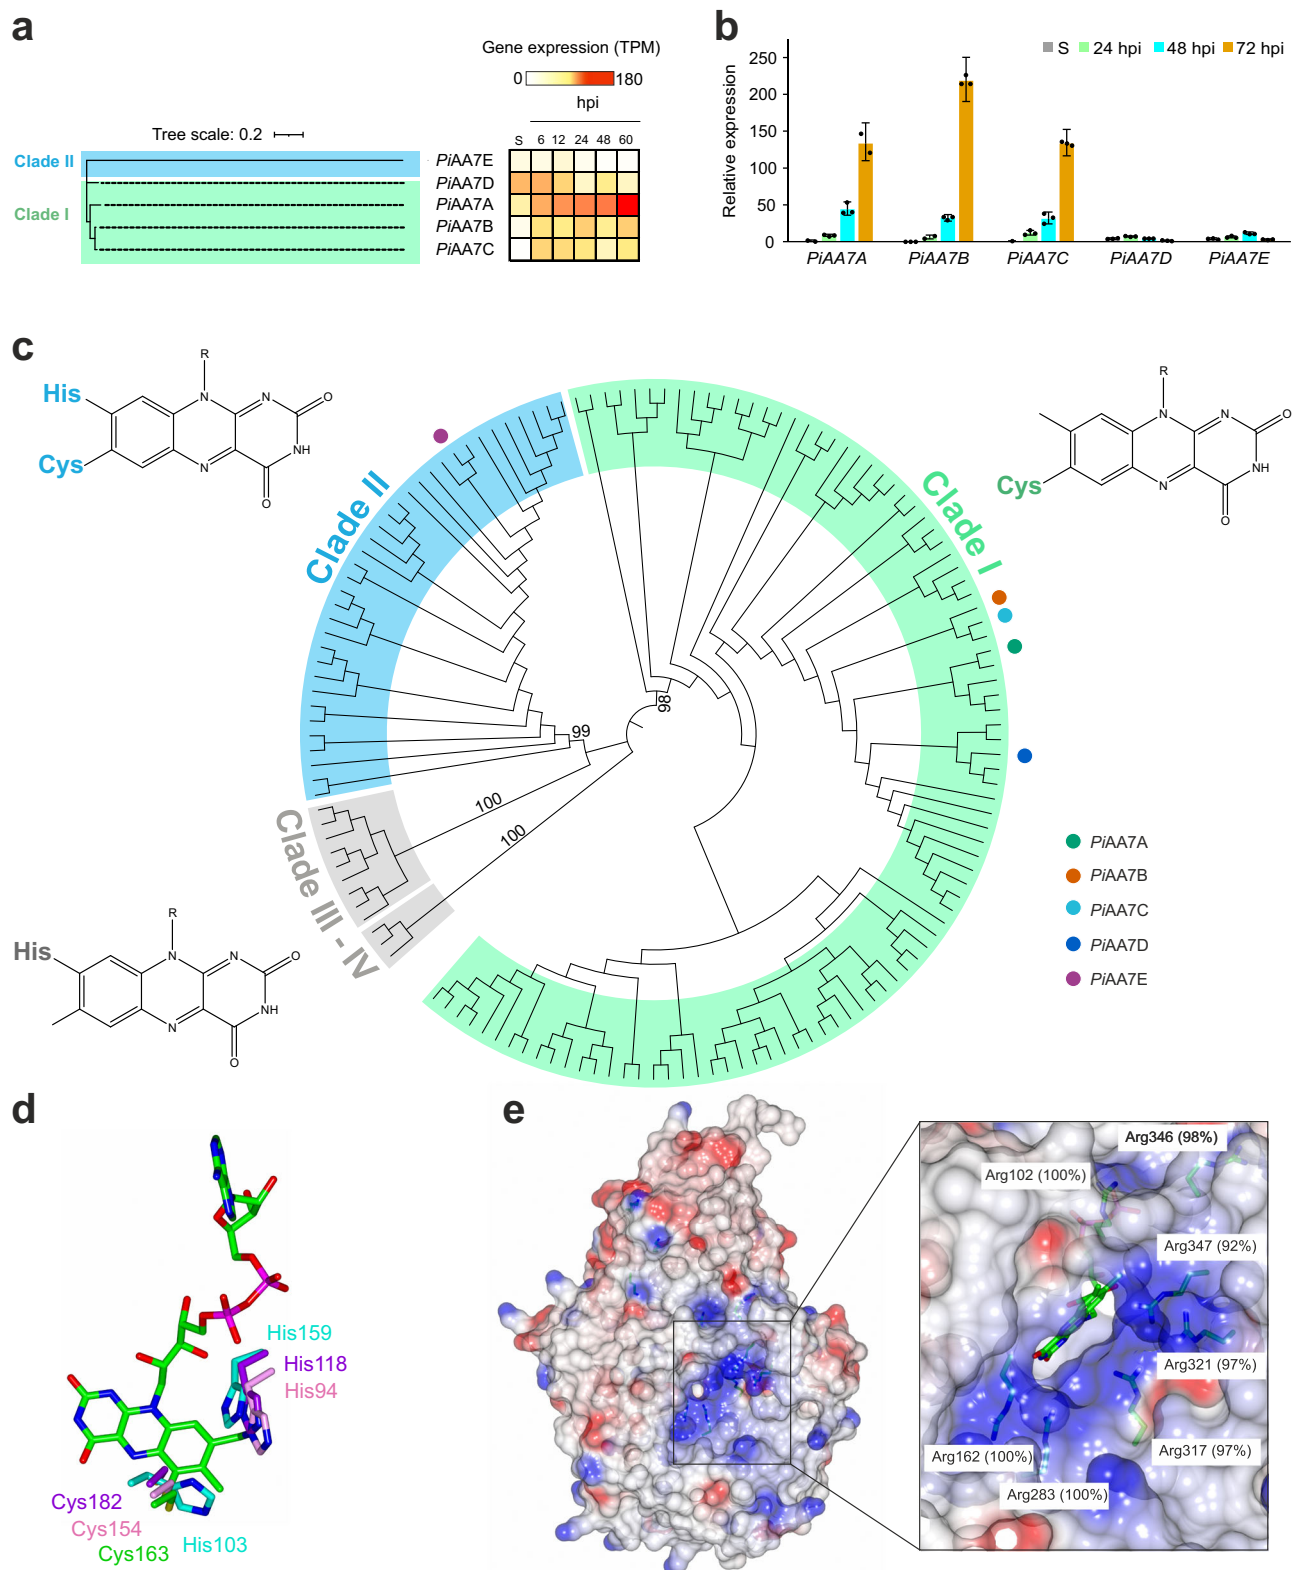 a
Gene expression (TPM)
0 180
hpi
Tree scale: 0.2
S 6 12 24 48 60
Clade II
Clade I
PiAA7E
PiAA7D
PiAA7A
PiAA7B
PiAA7C
b
S 24 hpi 48 hpi 72 hpi
Relative expression
250
200
150
100
50
0
PiAA7A PiAA7B PiAA7C PiAA7D PiAA7E
c
R
His
Cys
N
N
O
NH
N
O
R
Cys
N
N
O
NH
N
O
Clade II
Clade I
98
99
100
100
Clade III - IV
PiAA7A
PiAA7B
PiAA7C
PiAA7D
PiAA7E
R
His
N
N
O
NH
N
O
d
His159
His118
His94
Cys182
Cys154
Cys163
His103
e
Arg346 (98%)
Arg102 (100%)
Arg347 (92%)
Arg321 (97%)
Arg317 (97%)
Arg162 (100%)
Arg283 (100%)